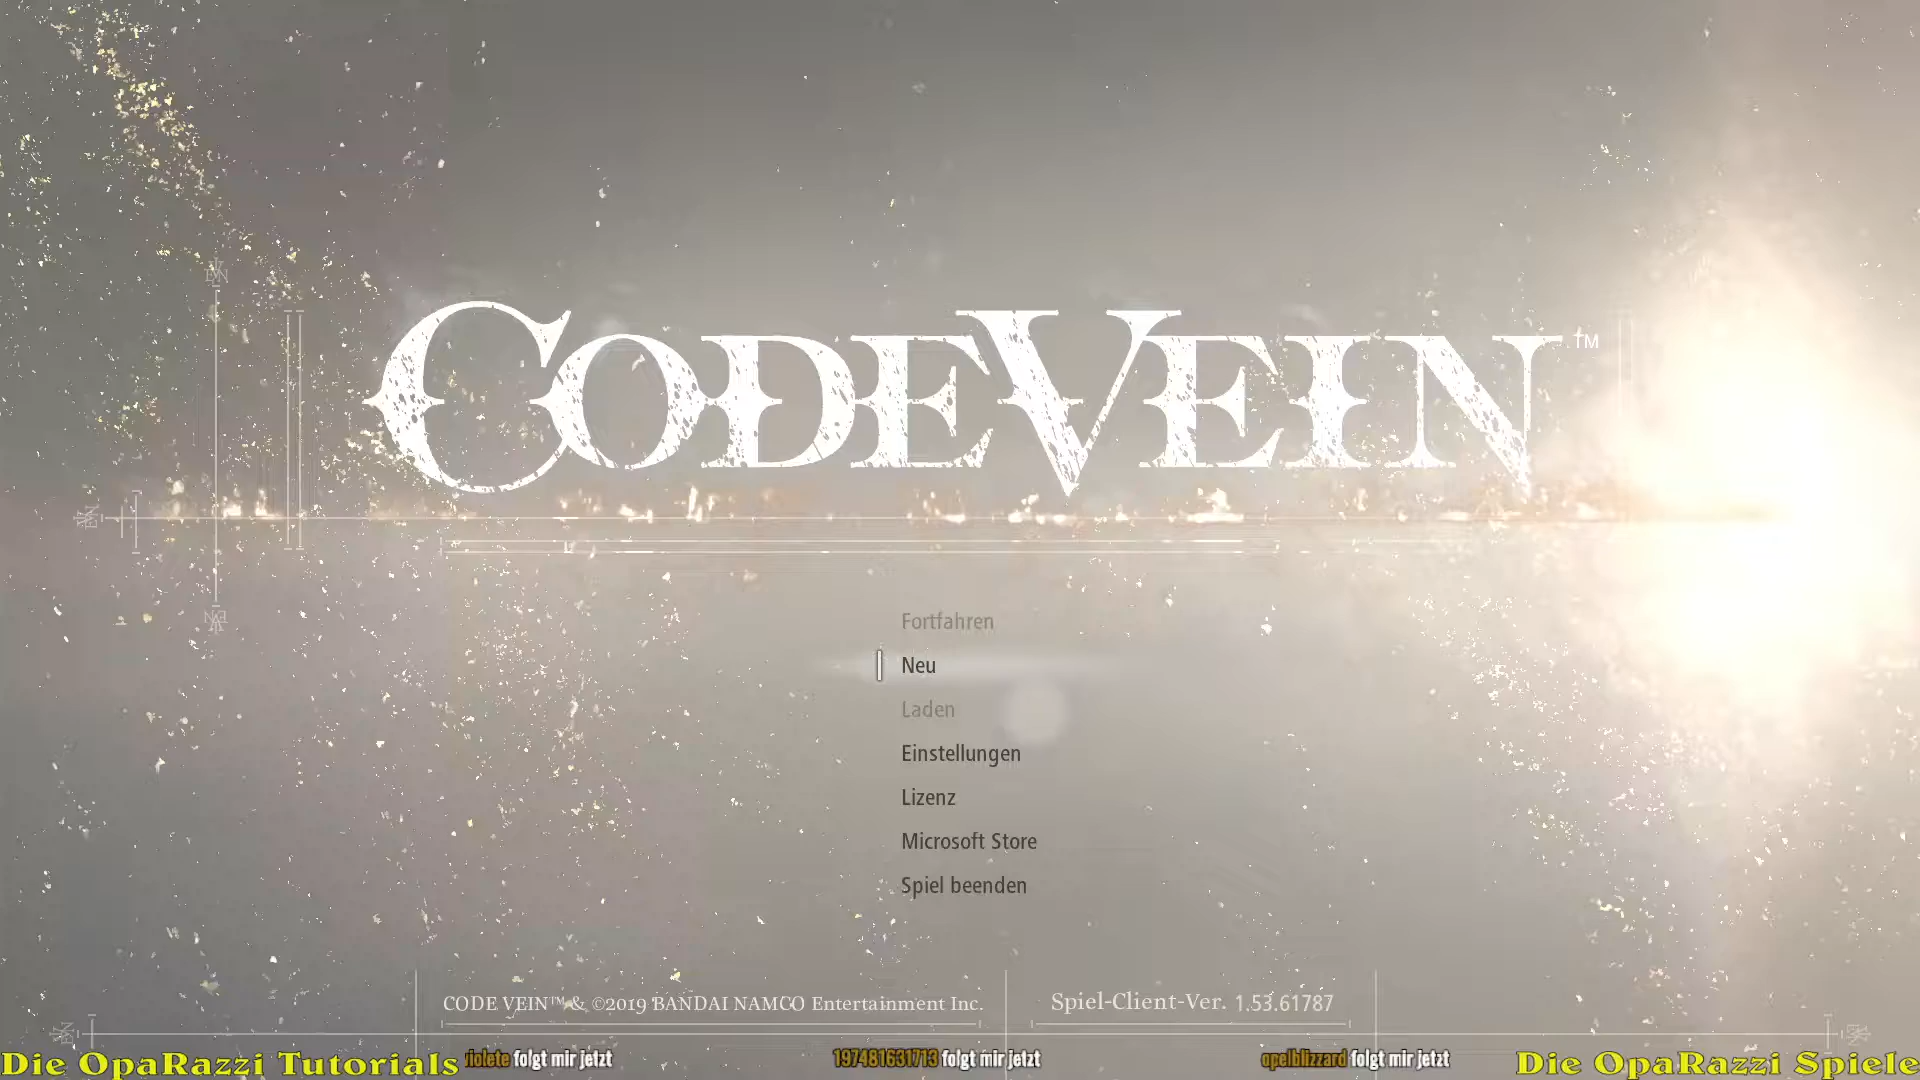 CODE VEIN™
Fortfahren
Neu
Laden
Einstellungen
Lizenz
Microsoft Store
Spiel beenden
CODE VEIN™ & ©2019 BANDAI NAMCO Entertainment Inc.
Spiel-Client-Ver. 1.53.61787
Die OpaRazzi Tutorials
iolete folgt mir jetzt
197481631713 folgt mir jetzt
opelblizzard folgt mir jetzt
Die OpaRazzi Spiele